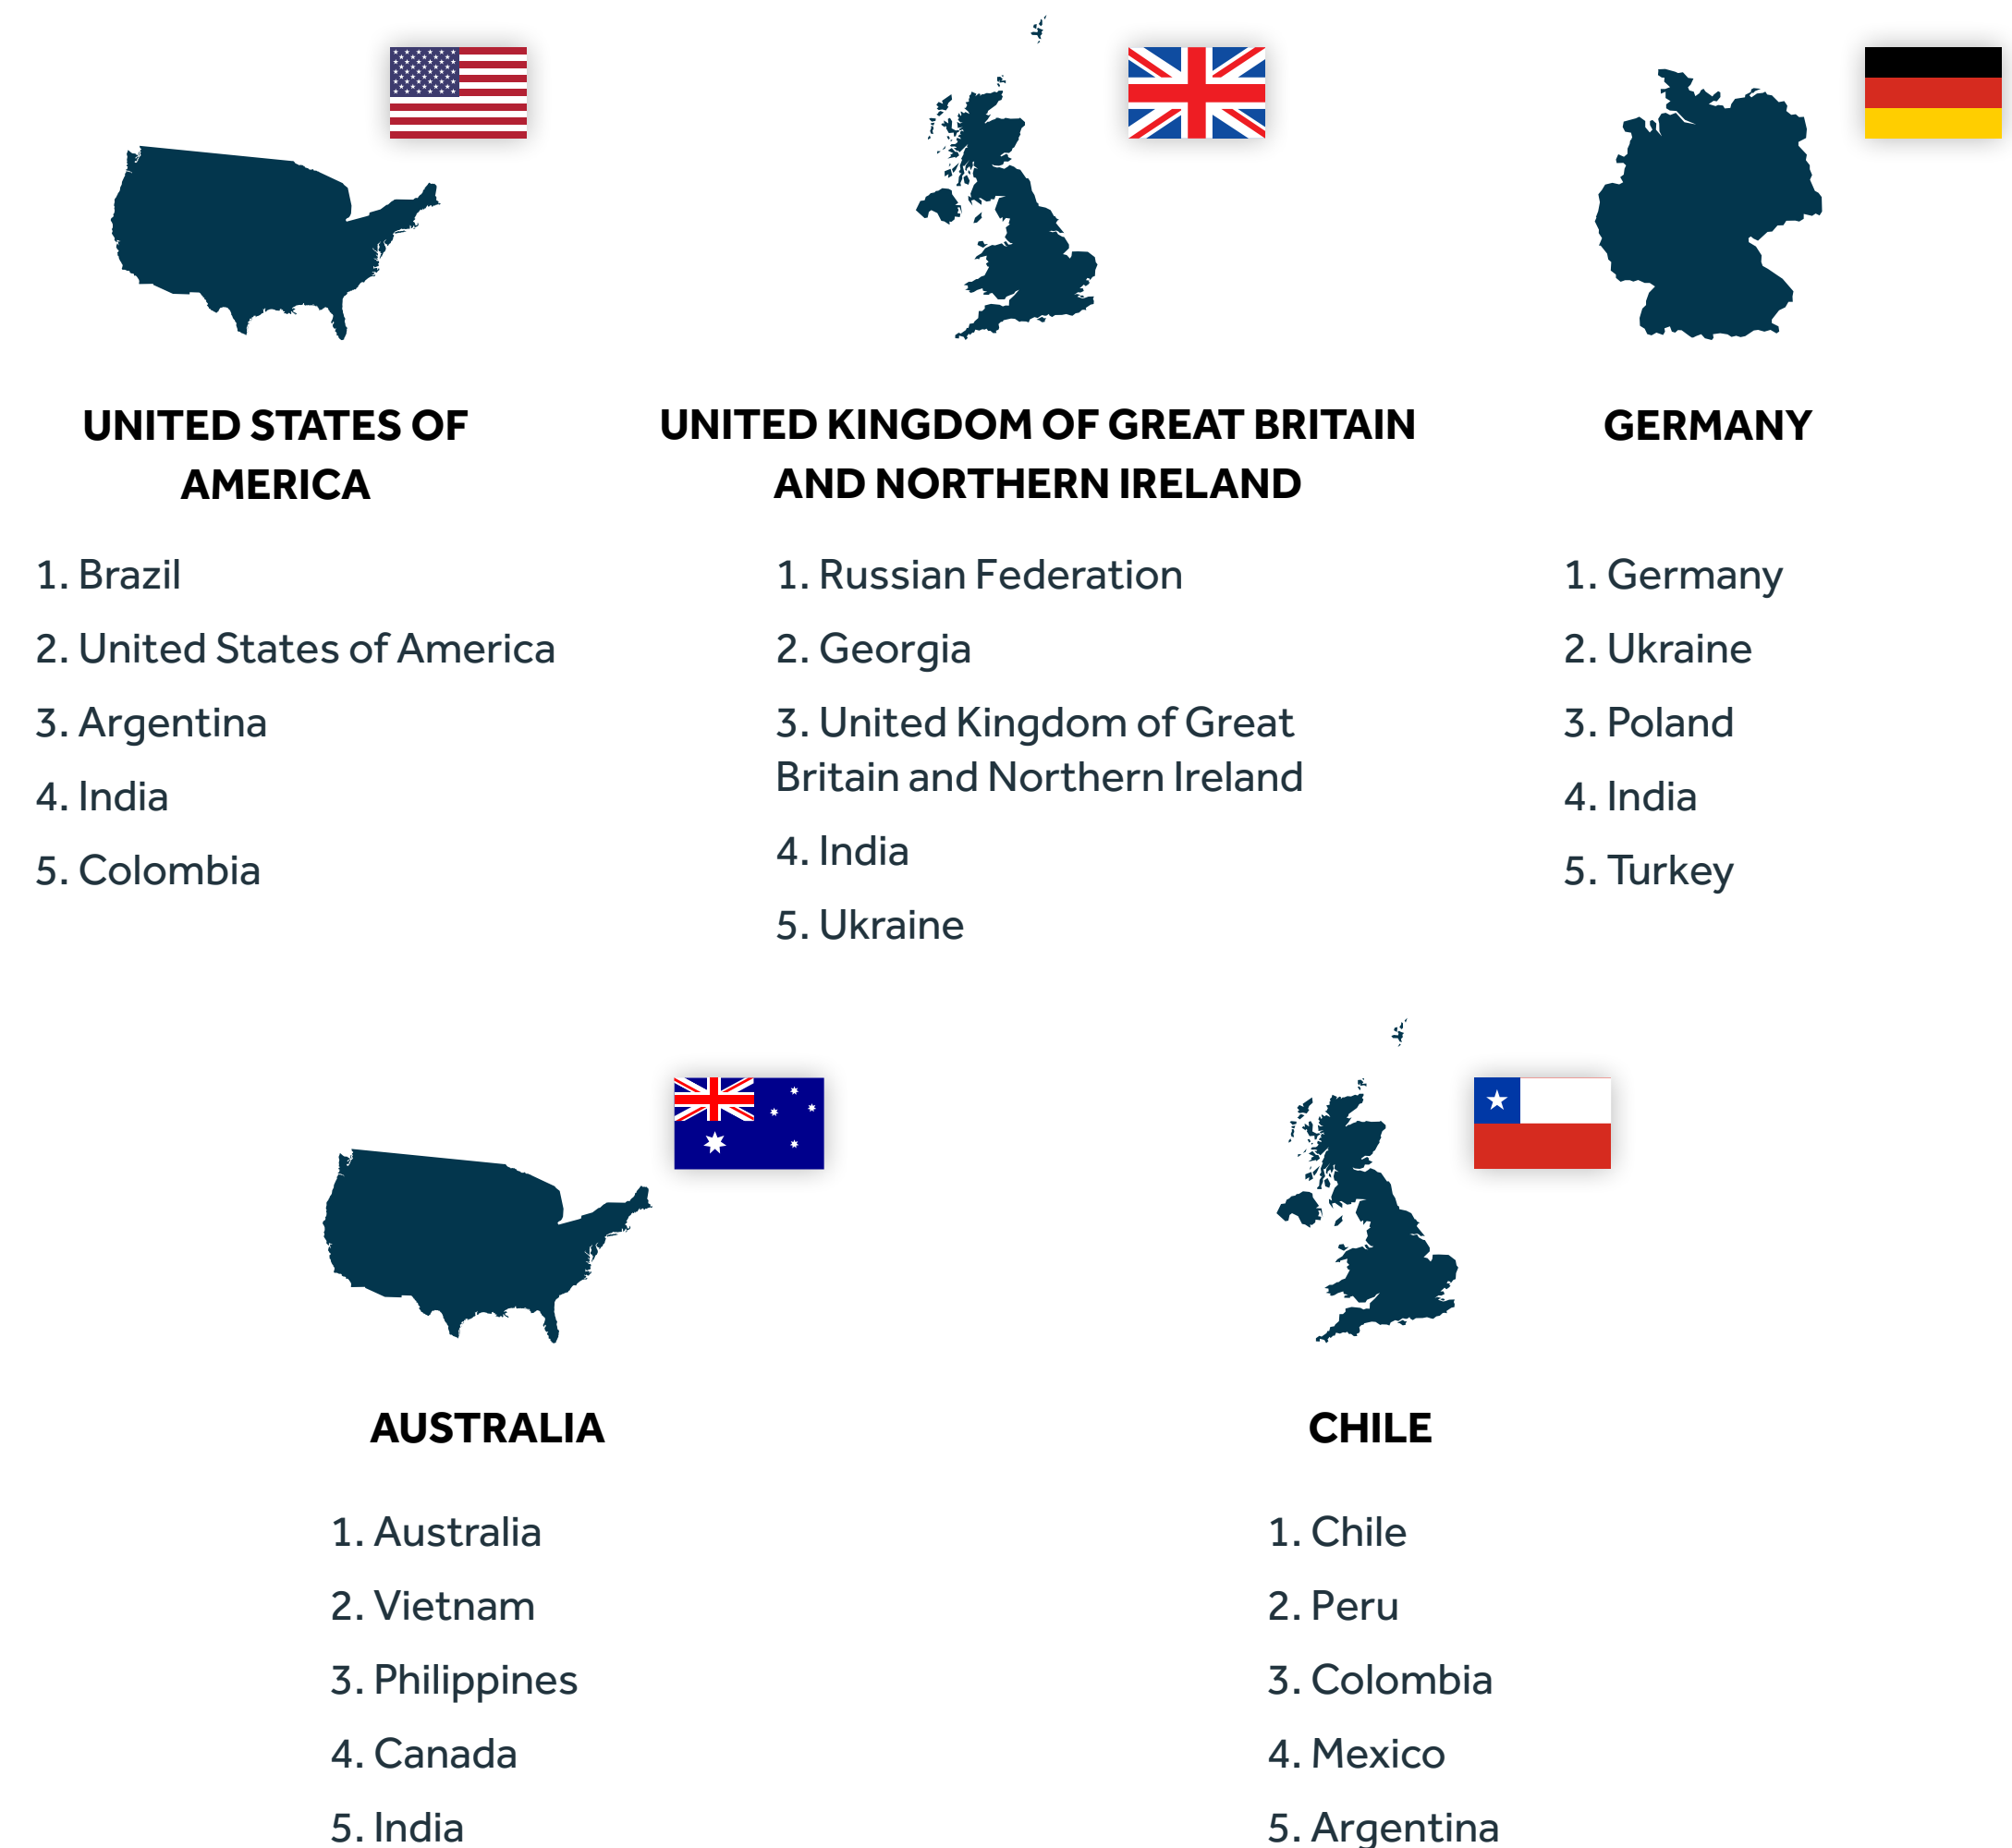 UNITED STATES OF
AMERICA
1. Brazil
2. United States of America
3. Argentina
4. India
5. Colombia
UNITED KINGDOM OF GREAT BRITAIN
AND NORTHERN IRELAND
1. Russian Federation
2. Georgia
3. United Kingdom of Great
Britain and Northern Ireland
4. India
5. Ukraine
GERMANY
1. Germany
2. Ukraine
3. Poland
4. India
5. Turkey
AUSTRALIA
1. Australia
2. Vietnam
3. Philippines
4. Canada
5. India
CHILE
1. Chile
2. Peru
3. Colombia
4. Mexico
5. Argentina